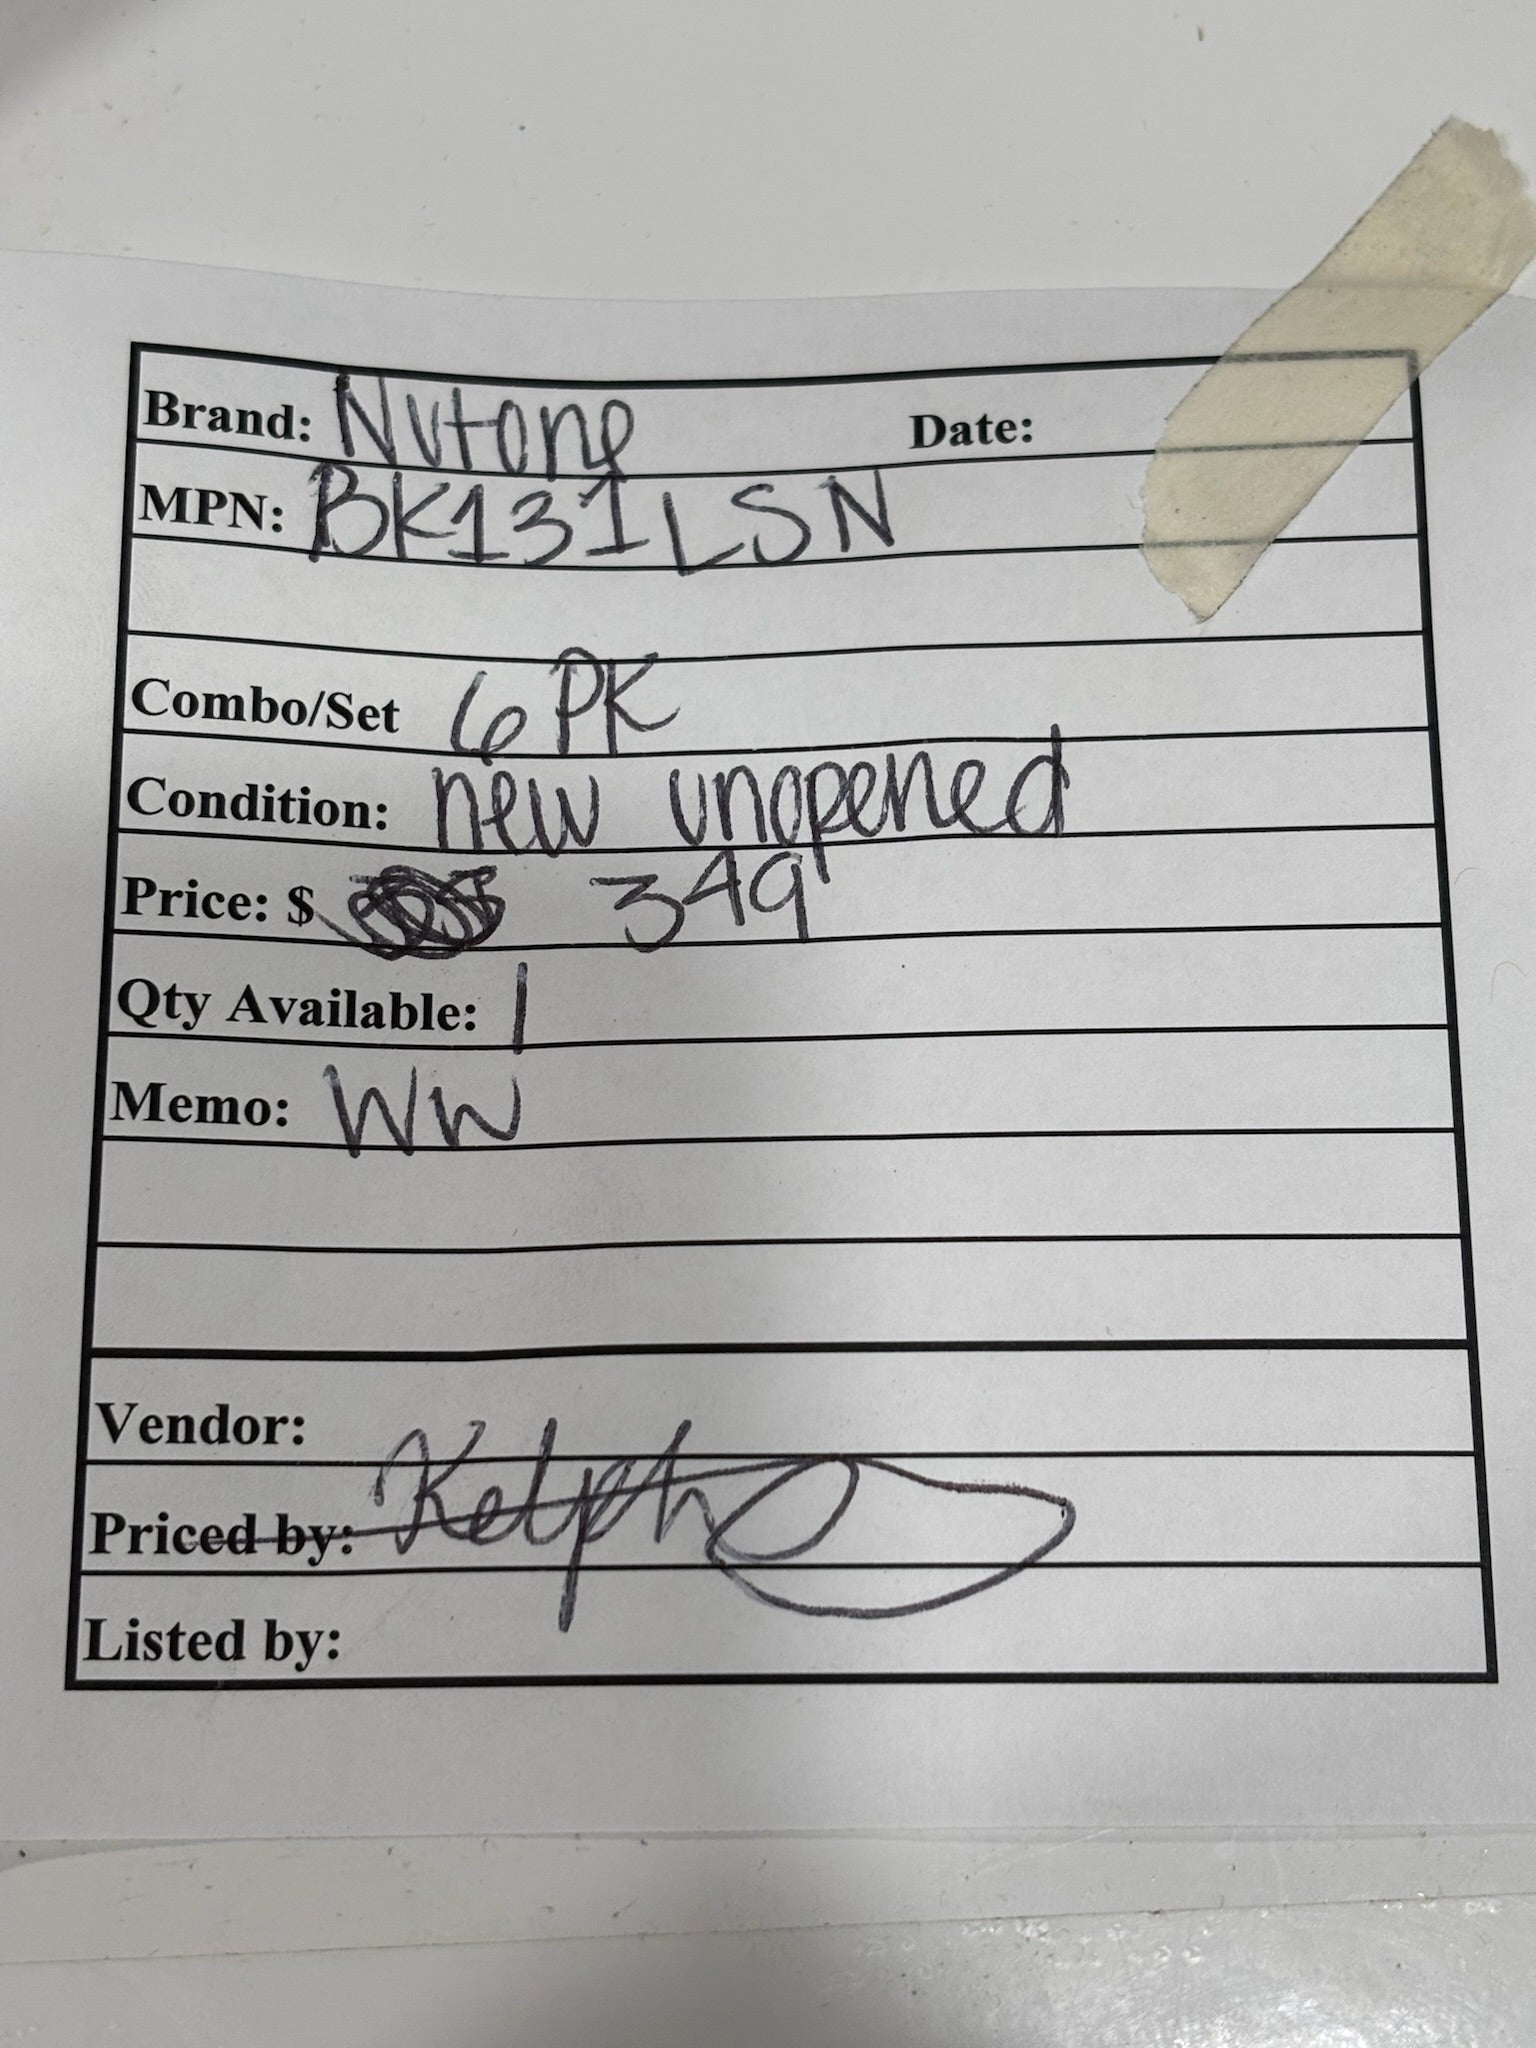 Brand: Nutone Date:
MPN: BK131LSN
Combo/Set 6PK
Condition: new unopened
Price: $ 349
Qty Available: 1
Memo: WW
Vendor:
Priced by: Kelph
Listed by: